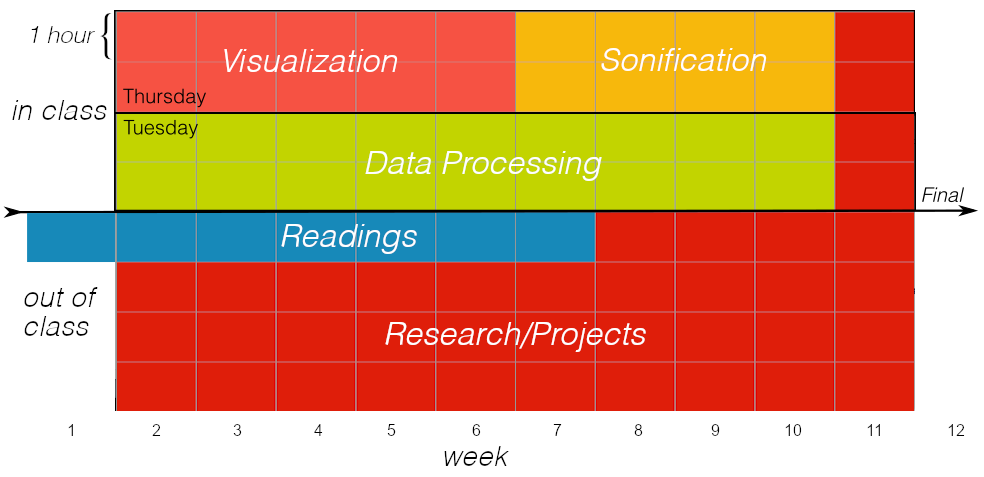 1 hour
Visualization
Sonification
Thursday
in class
Tuesday
Data Processing
Final
Readings
out of
class
Research/Projects
1 2 3 4 5 6 7 8 9 10 11 12
week